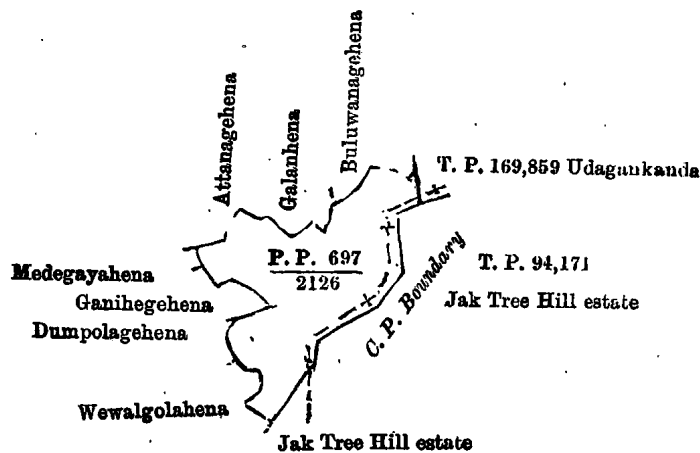 Attanagehena
Galanhena
Buluwanagehena
T. P. 169,859 Udagankanda
P. P. 697
2126
C. P. Boundary
T. P. 94,171
Jak Tree Hill estate
Medegayahena
Ganihegehena
Dumpolagehena
Wewalgolahena
Jak Tree Hill estate